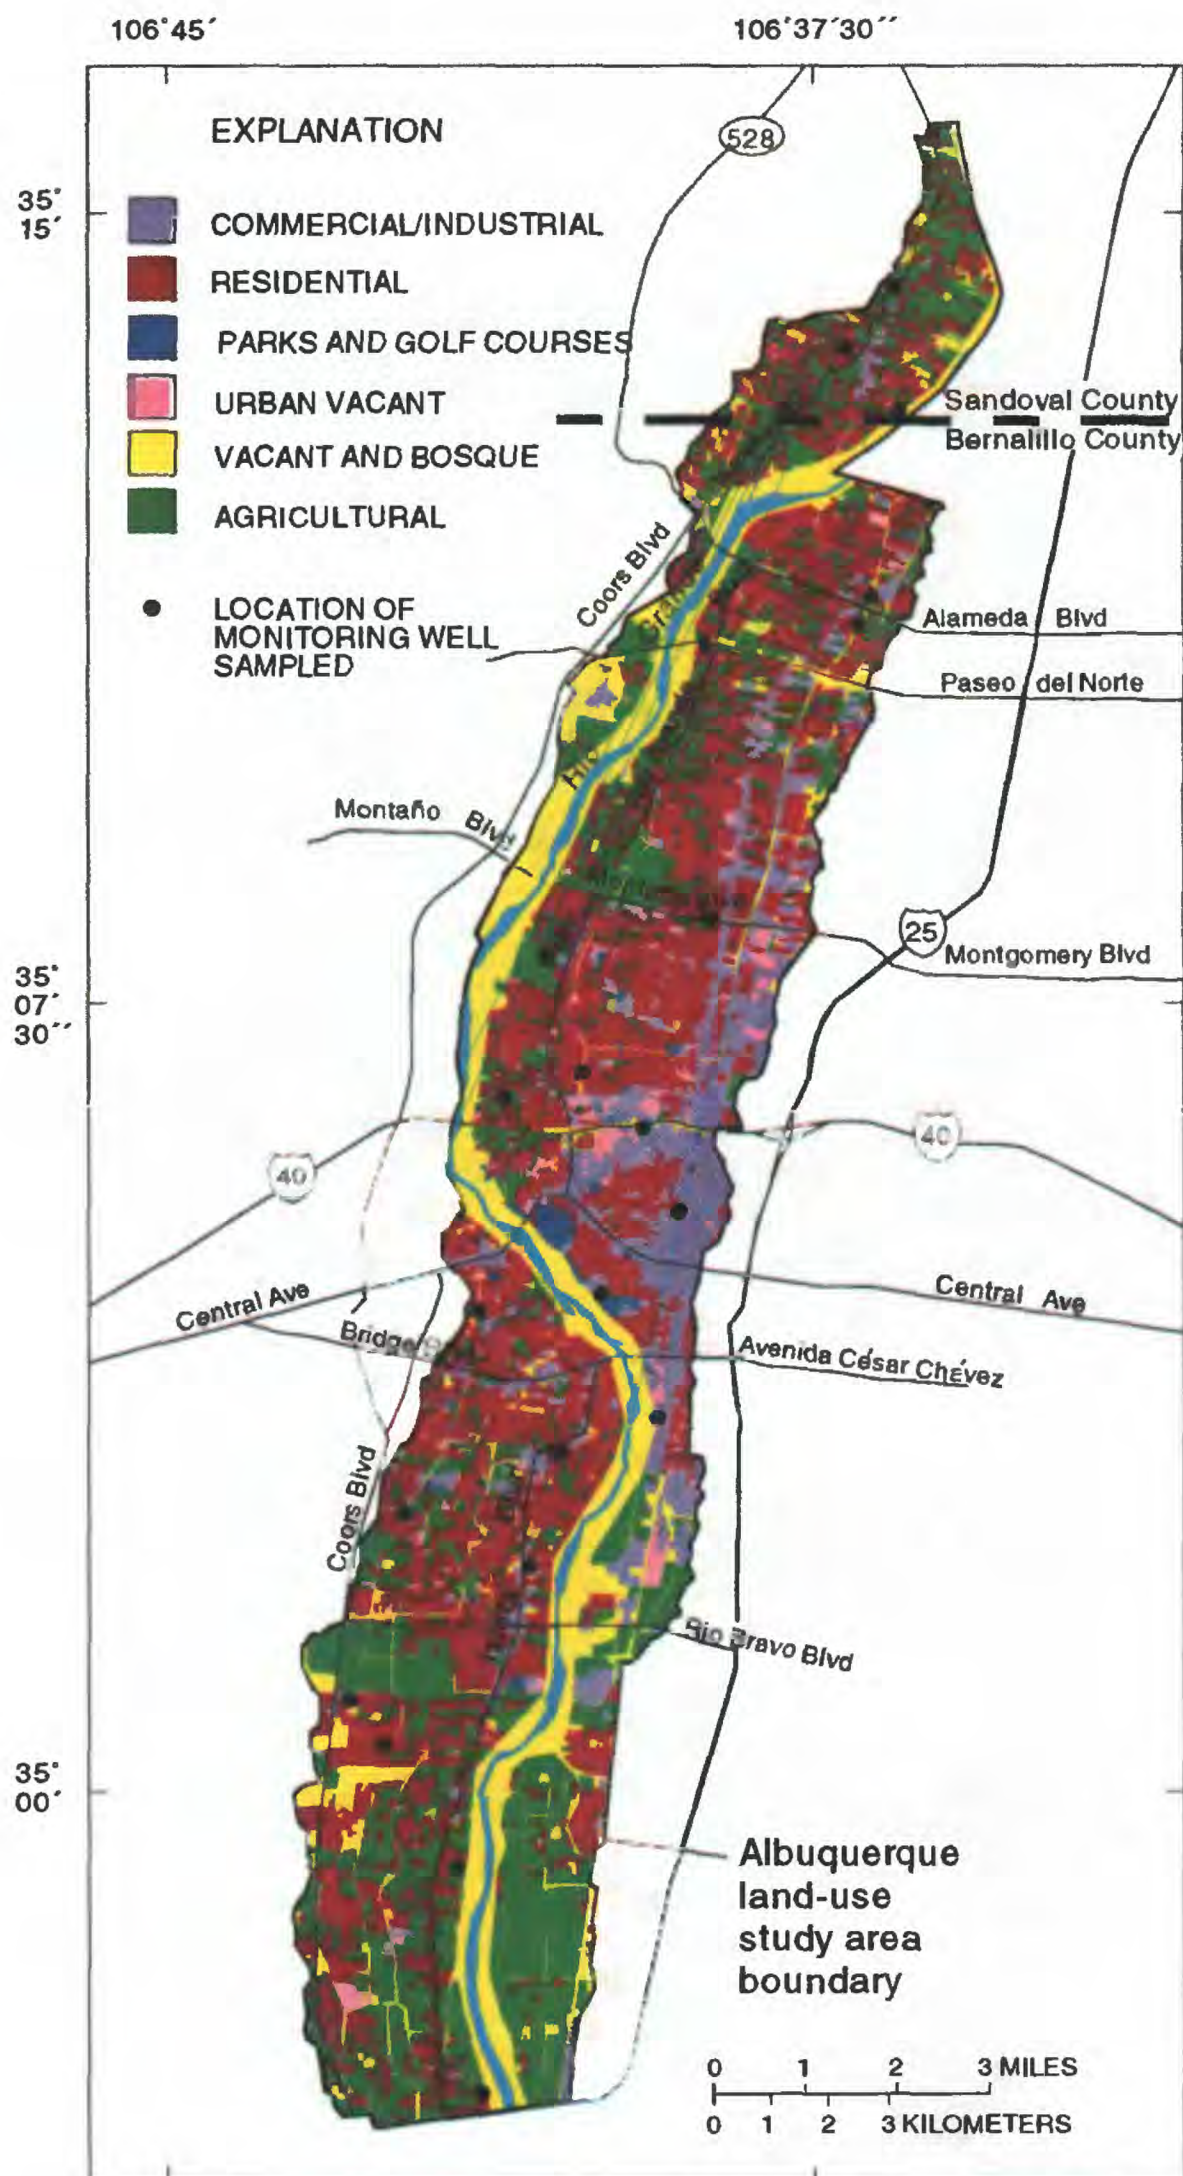 106°45′
106°37′30′′
EXPLANATION
528
35°
15′
COMMERCIAL/INDUSTRIAL
RESIDENTIAL
PARKS AND GOLF COURSES
URBAN VACANT
VACANT AND BOSQUE
AGRICULTURAL
Sandoval County
Bernalillo County
LOCATION OF
MONITORING WELL
SAMPLED
Coors Blvd
Alameda Blvd
Paseo del Norte
Montaño Blvd
25
Montgomery Blvd
35°
07′
30′′
40
40
Central Ave
Central Ave
Bridge
Avenida César Chévez
Coors Blvd
Rio Bravo Blvd
35°
00′
Albuquerque
land-use
study area
boundary
0 1 2 3 MILES
0 1 2 3 KILOMETERS